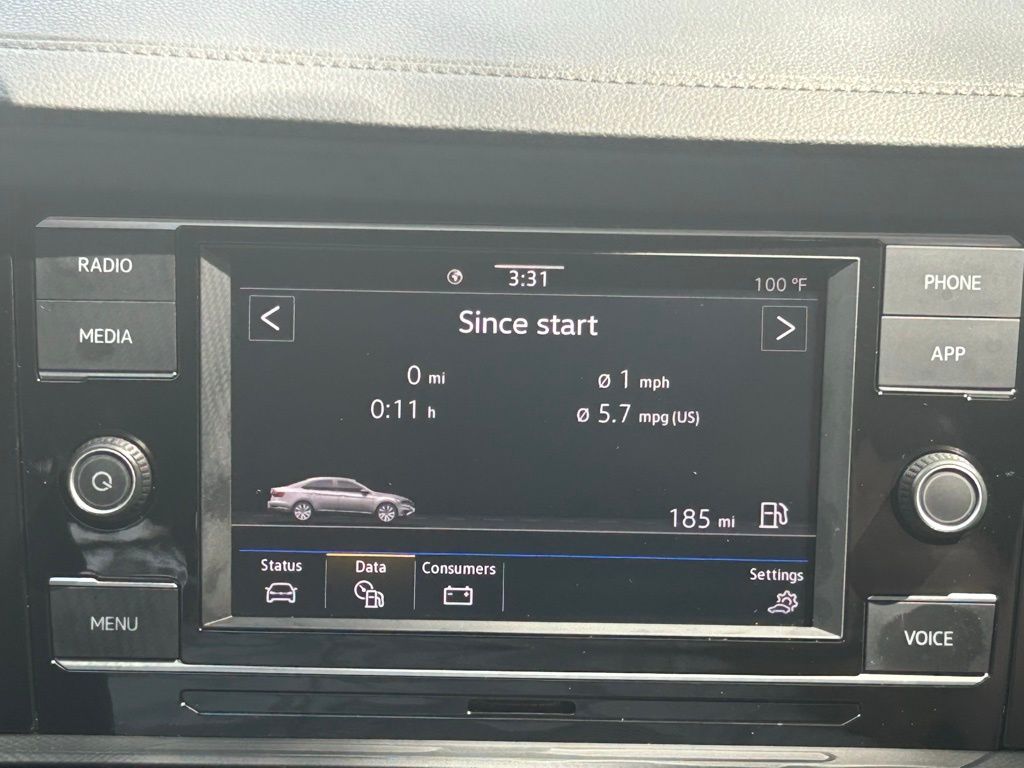 RADIO
MEDIA
MENU
3:31
100 °F
<
Since start
>
0 mi
Ø 1 mph
0:11 h
Ø 5.7 mpg (US)
185 mi
Status
Data
Consumers
Settings
PHONE
APP
VOICE